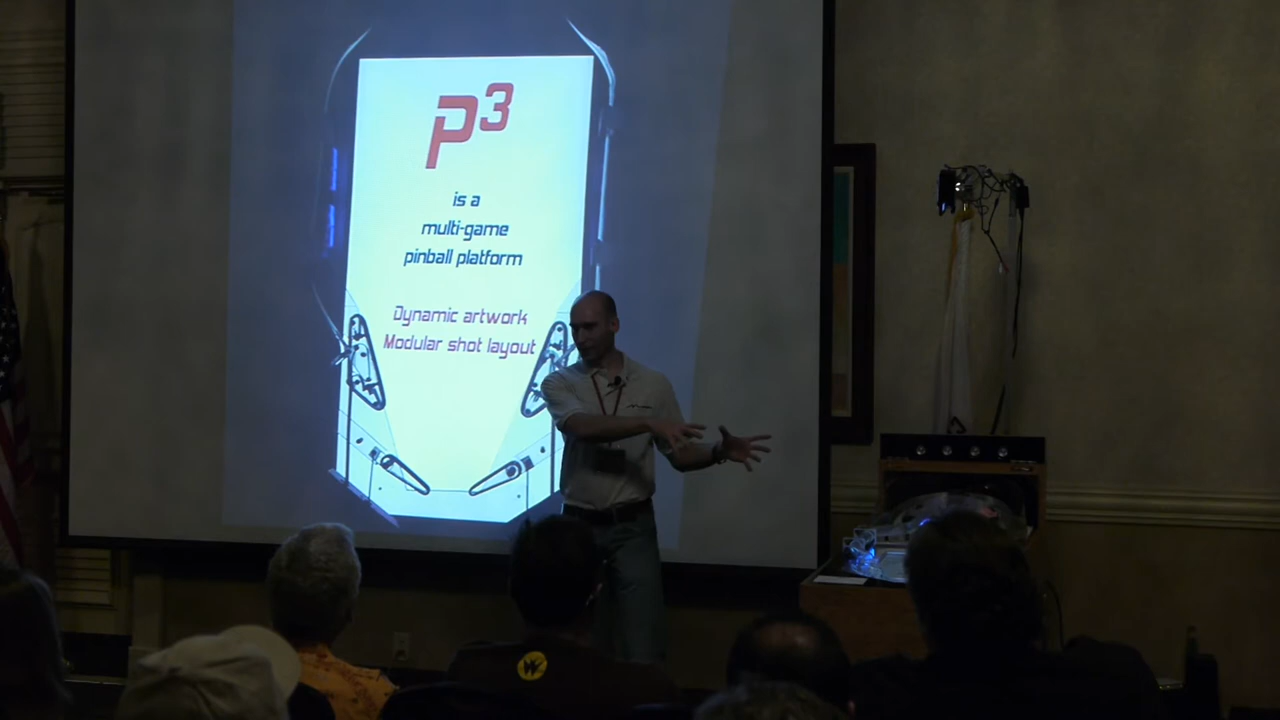 P³
is a
multi-game
pinball platform
Dynamic artwork
Modular shot layout
W